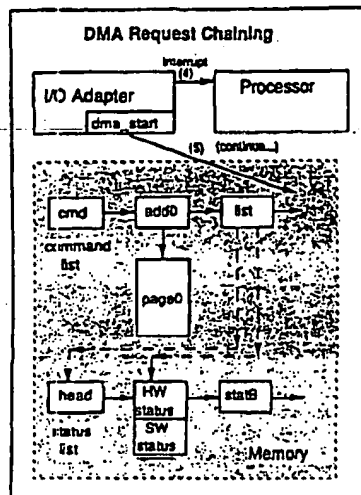 DMA Request Chaining
Interrupt
(4)
I/O Adapter
Processor
dma_start
(5) (continue...)
cmd
add0
list
command
list
page0
head
HW
status
stat8
SW
status
status
list
Memory